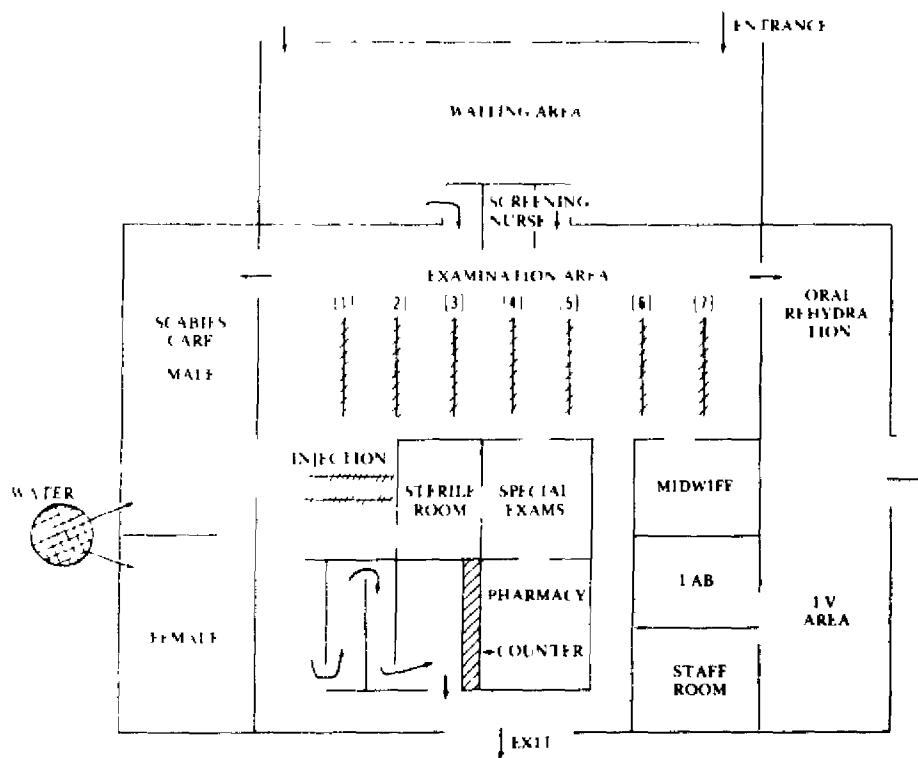 ENTRANCE
WAITING AREA
SCREENING
NURSE
EXAMINATION AREA
[1] 2] [3] [4] 5] [6] [7]
SCABIES
CARE
MALE
ORAL
REHYDRA
TION
INJECTION
STERILE
ROOM
SPECIAL
EXAMS
MIDWIFE
WATER
PHARMACY
COUNTER
LAB
FEMALE
IV
AREA
STAFF
ROOM
EXIT